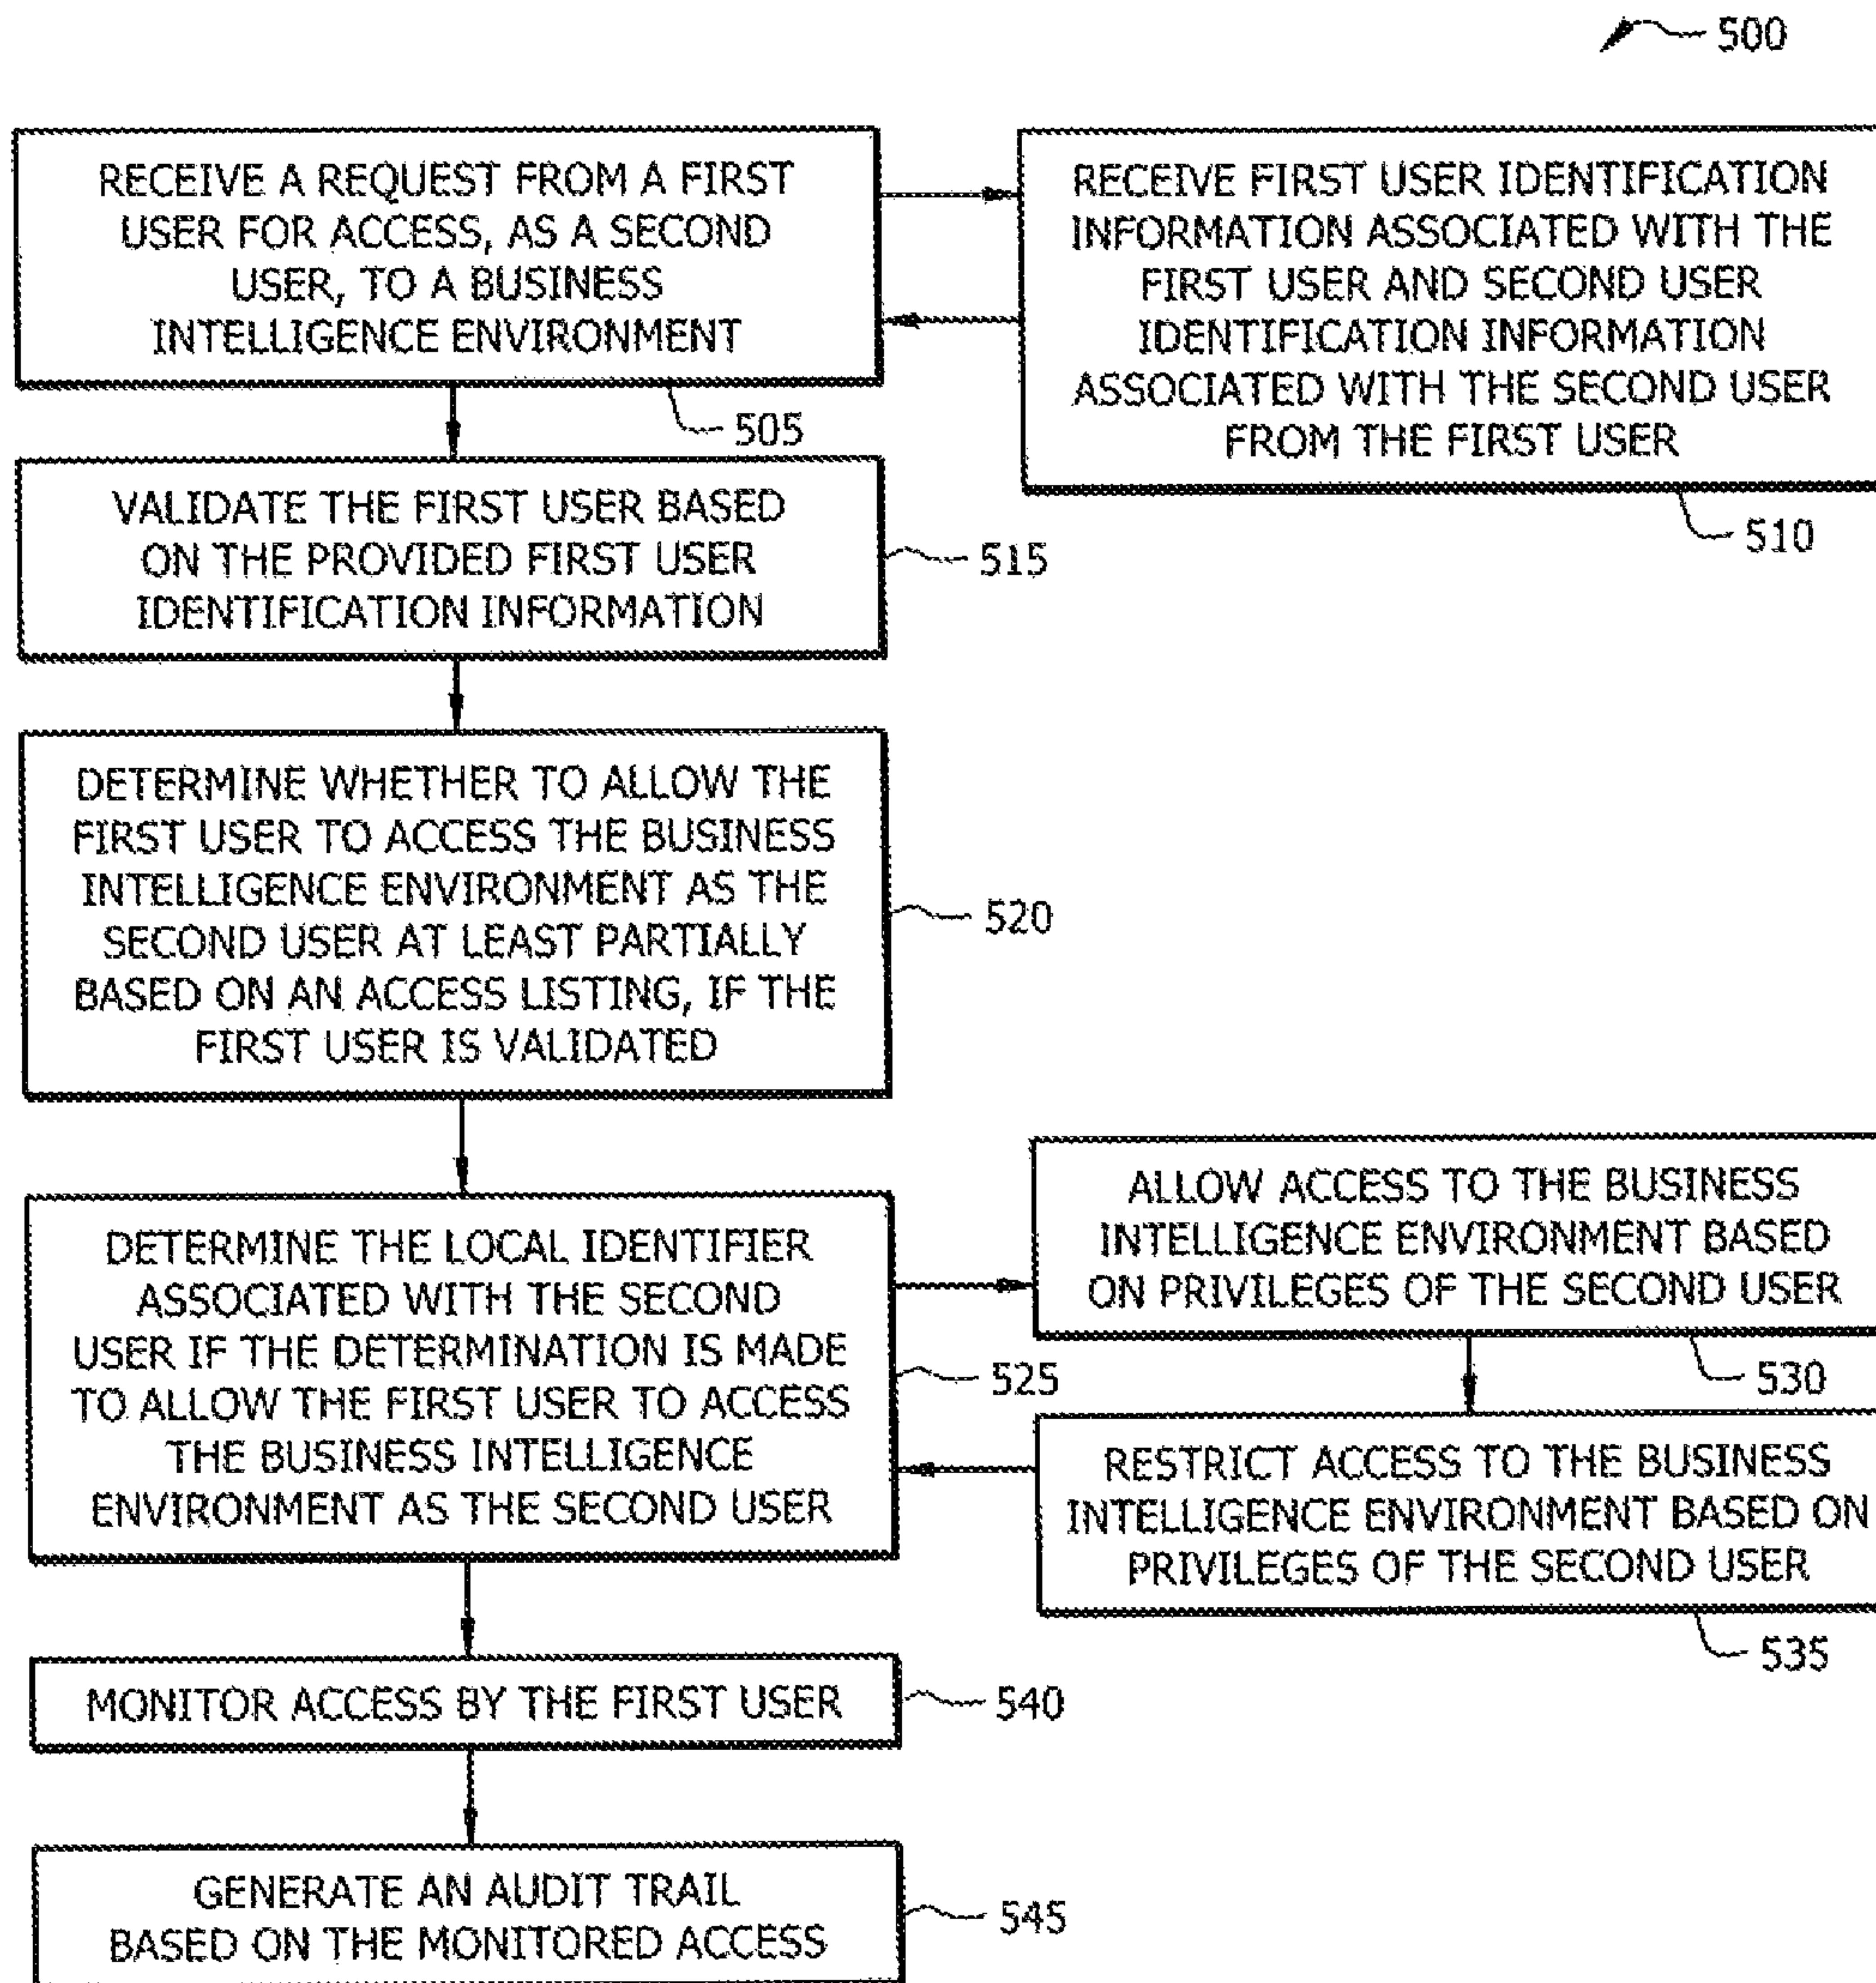 500
RECEIVE A REQUEST FROM A FIRST
USER FOR ACCESS, AS A SECOND
USER, TO A BUSINESS
INTELLIGENCE ENVIRONMENT
505
RECEIVE FIRST USER IDENTIFICATION
INFORMATION ASSOCIATED WITH THE
FIRST USER AND SECOND USER
IDENTIFICATION INFORMATION
ASSOCIATED WITH THE SECOND USER
FROM THE FIRST USER
510
VALIDATE THE FIRST USER BASED
ON THE PROVIDED FIRST USER
IDENTIFICATION INFORMATION
515
DETERMINE WHETHER TO ALLOW THE
FIRST USER TO ACCESS THE BUSINESS
INTELLIGENCE ENVIRONMENT AS THE
SECOND USER AT LEAST PARTIALLY
BASED ON AN ACCESS LISTING, IF THE
FIRST USER IS VALIDATED
520
DETERMINE THE LOCAL IDENTIFIER
ASSOCIATED WITH THE SECOND
USER IF THE DETERMINATION IS MADE
TO ALLOW THE FIRST USER TO ACCESS
THE BUSINESS INTELLIGENCE
ENVIRONMENT AS THE SECOND USER
525
ALLOW ACCESS TO THE BUSINESS
INTELLIGENCE ENVIRONMENT BASED
ON PRIVILEGES OF THE SECOND USER
530
RESTRICT ACCESS TO THE BUSINESS
INTELLIGENCE ENVIRONMENT BASED ON
PRIVILEGES OF THE SECOND USER
535
MONITOR ACCESS BY THE FIRST USER
540
GENERATE AN AUDIT TRAIL
BASED ON THE MONITORED ACCESS
545